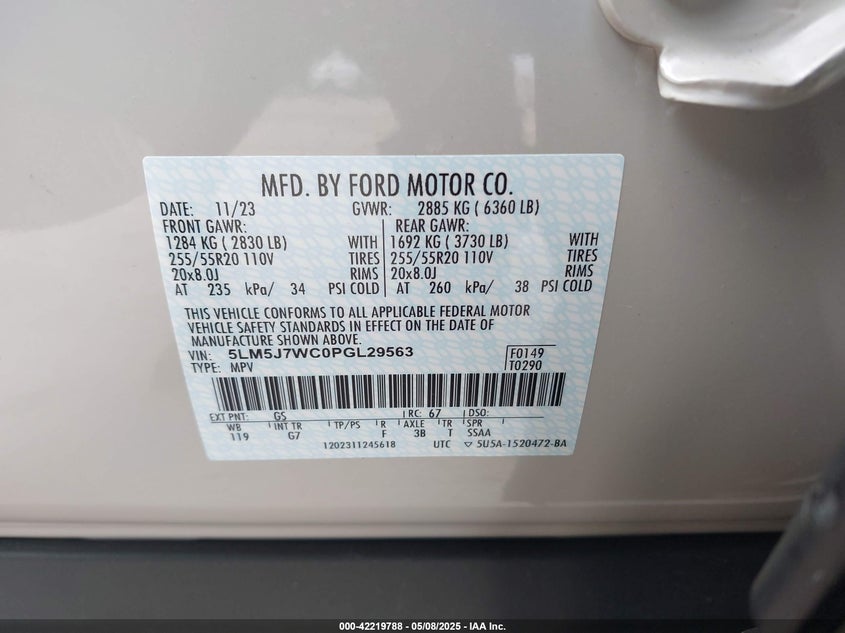 MFD. BY FORD MOTOR CO.
DATE: 11/23 GVWR: 2885 KG ( 6360 LB)
FRONT GAWR: REAR GAWR:
1284 KG ( 2830 LB) WITH 1692 KG ( 3730 LB) WITH
255/55R20 110V TIRES 255/55R20 110V TIRES
20x8.0J RIMS 20x8.0J RIMS
AT 235 kPa/ 34 PSI COLD AT 260 kPa/ 38 PSI COLD
THIS VEHICLE CONFORMS TO ALL APPLICABLE FEDERAL MOTOR
VEHICLE SAFETY STANDARDS IN EFFECT ON THE DATE OF
MANUFACTURE SHOWN ABOVE.
VIN: 5LM5J7WC0PGL29563 F0149
TYPE: MPV T0290
EXT PNT: GS RC: 67 DSO:
WB INT TR TP/PS R AXLE TR SPR
119 G7 F 3B T SSAA
1202311245618 UTC ▽ 5U5A-1520472-BA
000-42219788 — 05/08/2025 — IAA Inc.